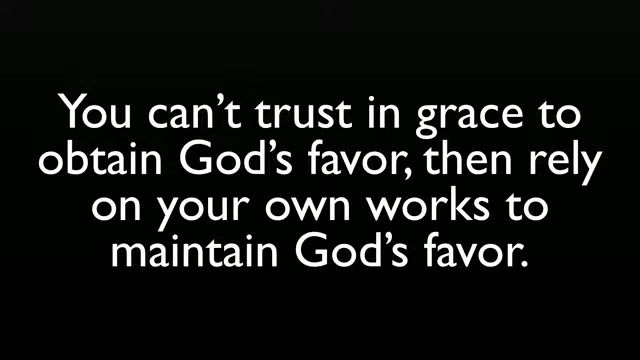 You can’t trust in grace to
obtain God’s favor, then rely
on your own works to
maintain God’s favor.